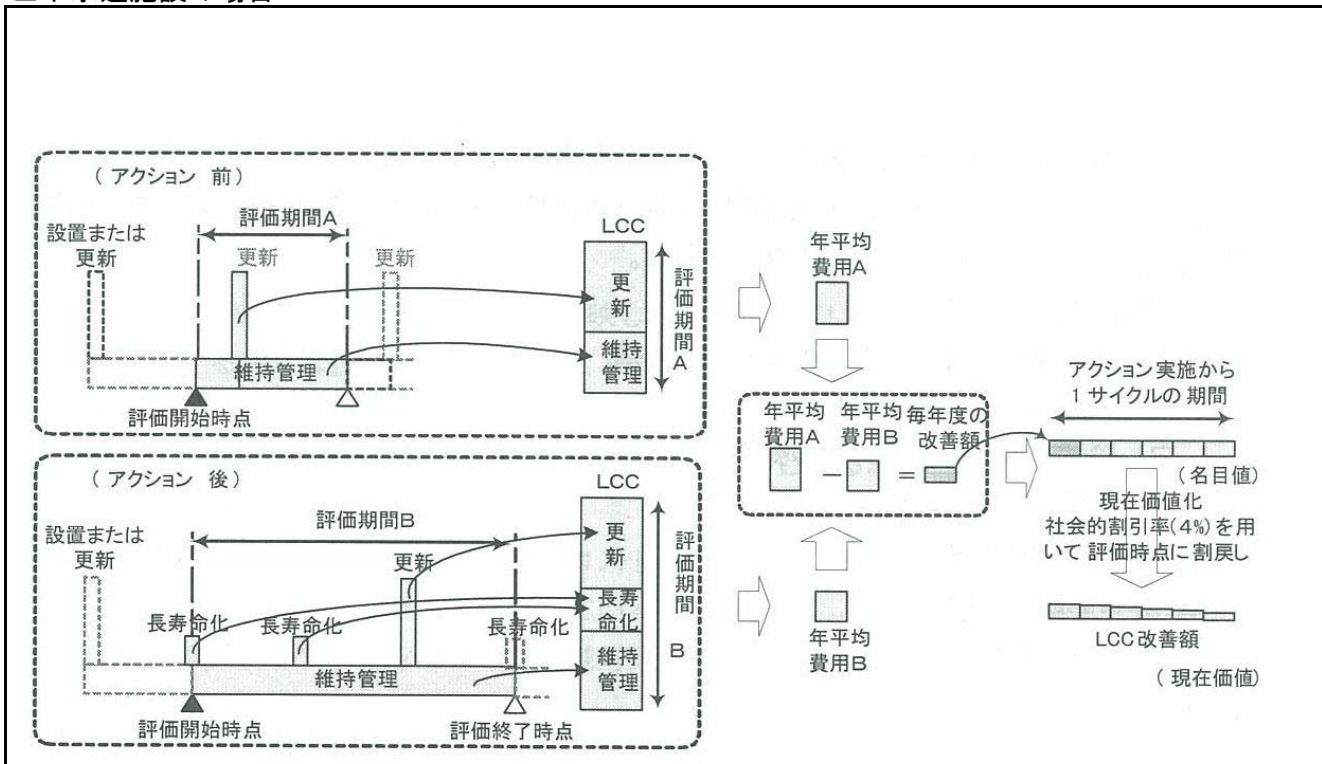 (アクション 前)
評価期間A
設置または
更新
更新
更新
維持管理
評価開始時点
LCC
更
新
維持
管理
評価期間A
年平均
費用A
(アクション 後)
評価期間B
設置または
更新
更新
長寿命化
長寿命化
長寿命化
維持管理
評価開始時点
評価終了時点
LCC
更
新
長寿
命化
維持
管理
評価期間
B
年平均
費用A
年平均
費用B
毎年度の
改善額
− =
年平均
費用B
アクション実施から
1サイクルの期間
(名目値)
現在価値化
社会的割引率(4%)を用
いて評価時点に割戻し
LCC改善額
(現在価値)